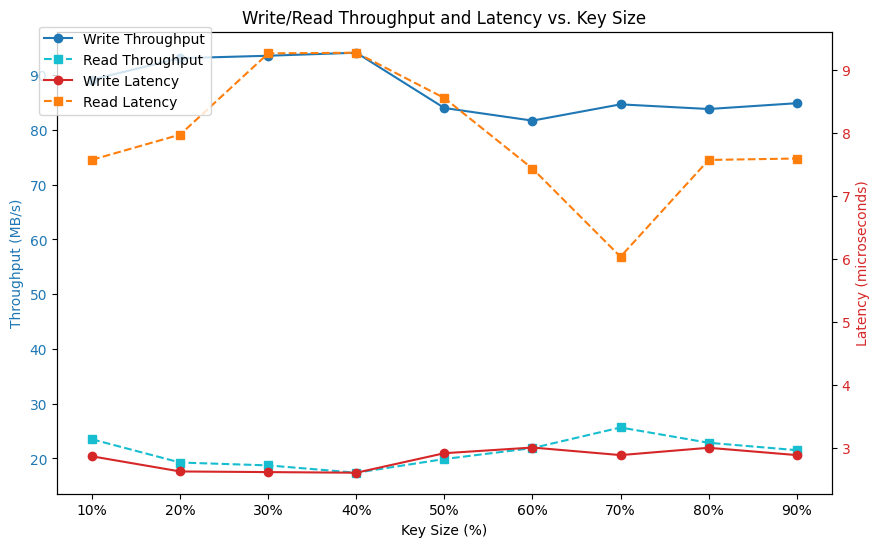 Write/Read Throughput and Latency vs. Key Size
Write Throughput
Read Throughput
Write Latency
Read Latency
Throughput (MB/s)
90
80
70
60
50
40
30
20
Latency (microseconds)
9
8
7
6
5
4
3
10% 20% 30% 40% 50% 60% 70% 80% 90%
Key Size (%)